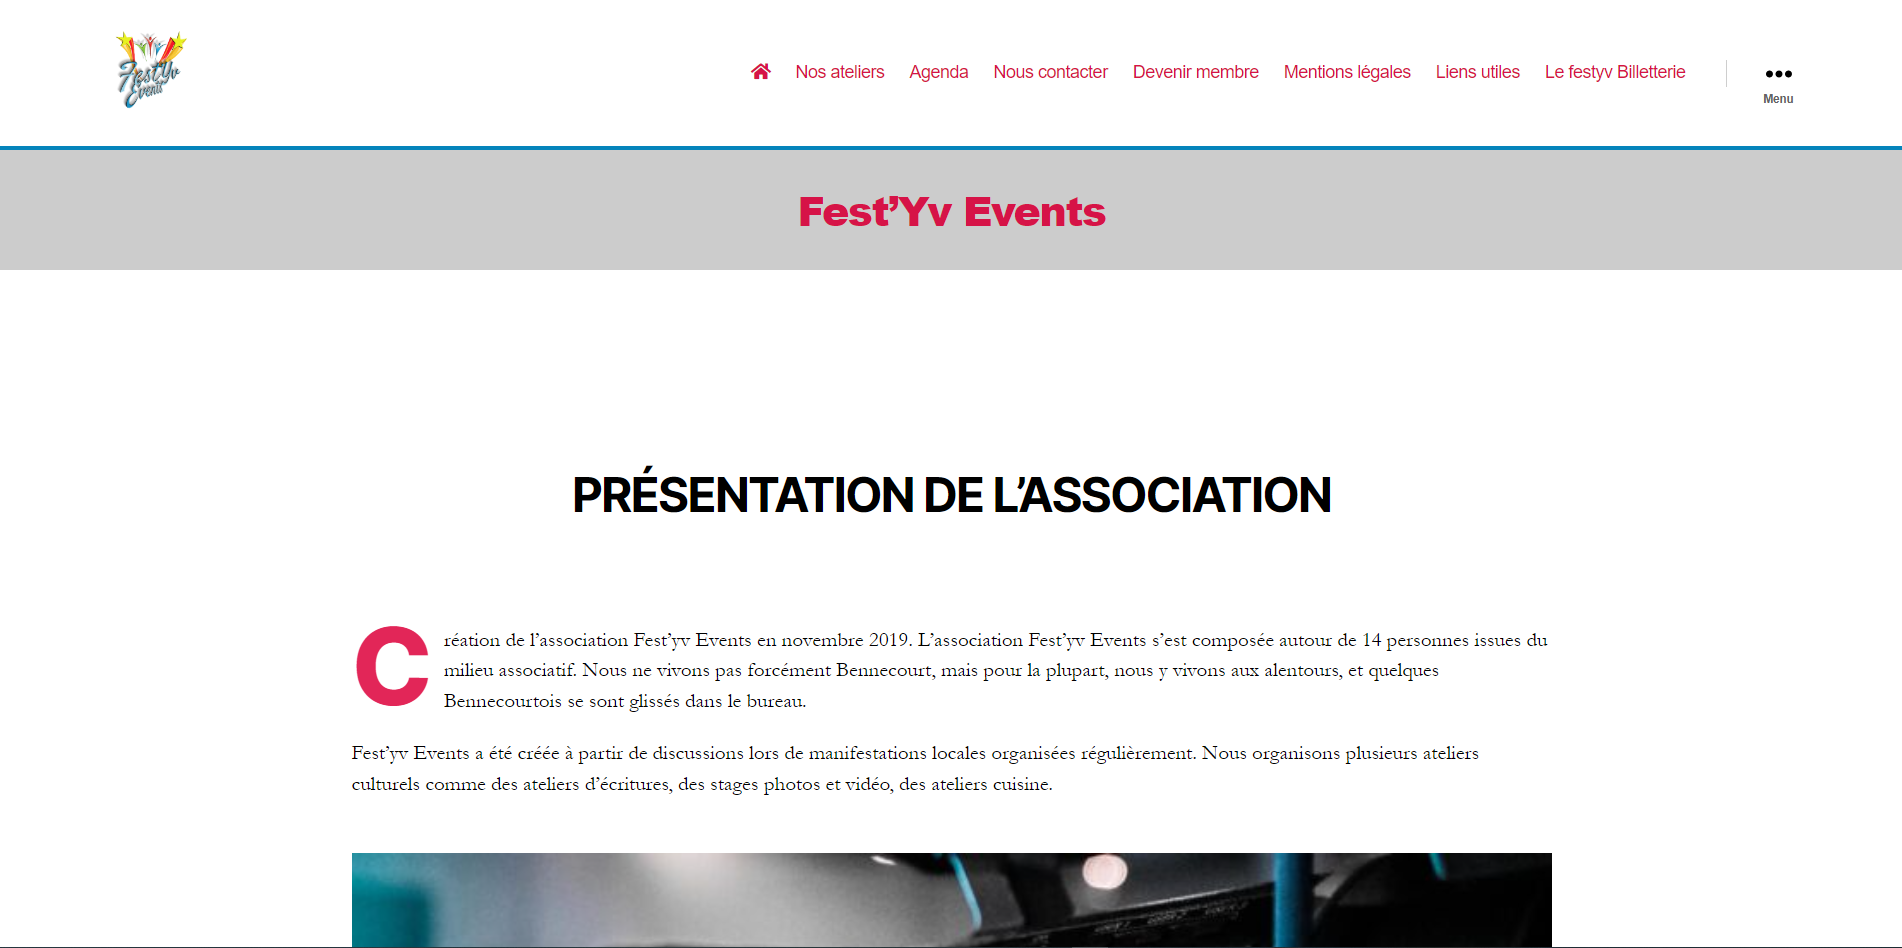 Fest'Yv
Events
Nos ateliers Agenda Nous contacter Devenir membre Mentions légales Liens utiles Le festyv Billetterie
Menu
Fest’Yv Events
PRÉSENTATION DE L’ASSOCIATION
Création de l’association Fest’yv Events en novembre 2019. L’association Fest’yv Events s’est composée autour de 14 personnes issues du
milieu associatif. Nous ne vivons pas forcément Bennecourt, mais pour la plupart, nous y vivons aux alentours, et quelques
Bennecourtois se sont glissés dans le bureau.
Fest’yv Events a été créée à partir de discussions lors de manifestations locales organisées régulièrement. Nous organisons plusieurs ateliers
culturels comme des ateliers d’écritures, des stages photos et vidéo, des ateliers cuisine.